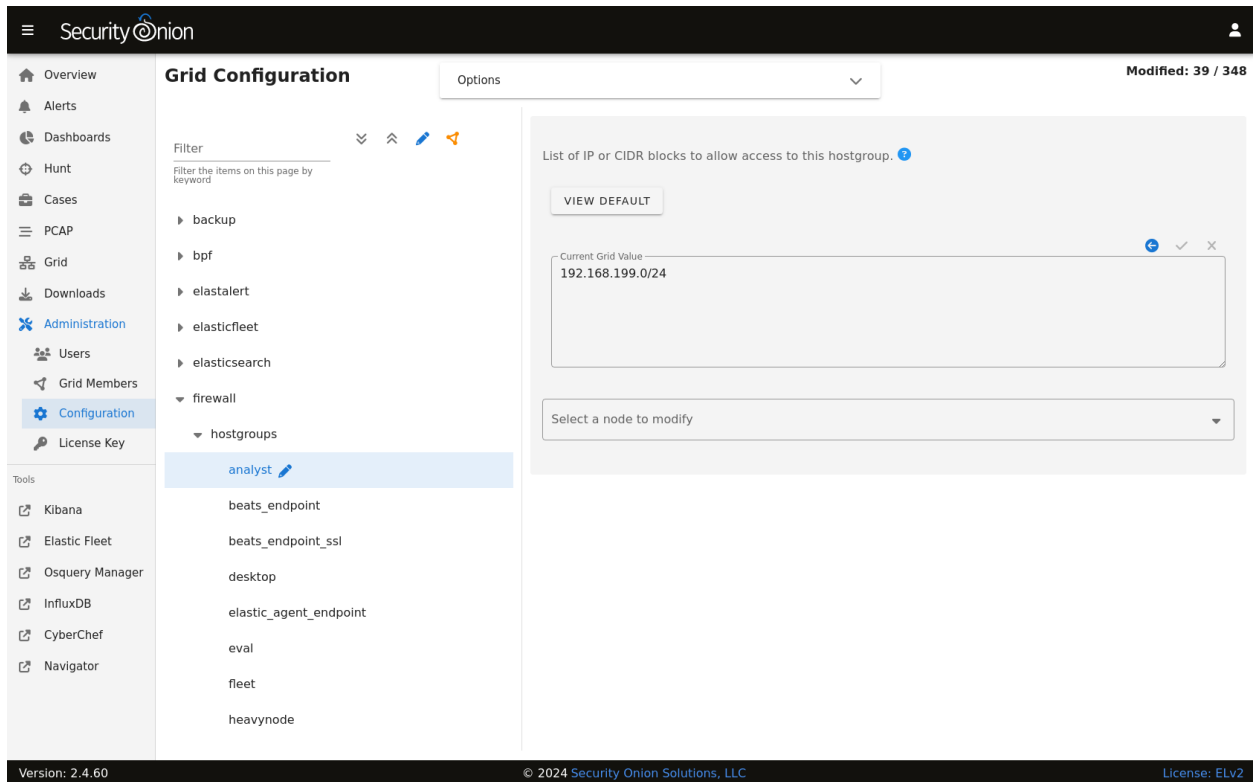 Security Onion
Overview
Alerts
Dashboards
Hunt
Cases
PCAP
Grid
Downloads
Administration
Users
Grid Members
Configuration
License Key
Tools
Kibana
Elastic Fleet
Osquery Manager
InfluxDB
CyberChef
Navigator
Grid Configuration
Options
Modified: 39 / 348
Filter
Filter the items on this page by
keyword
backup
bpf
elastalert
elasticfleet
elasticsearch
firewall
hostgroups
analyst
beats_endpoint
beats_endpoint_ssl
desktop
elastic_agent_endpoint
eval
fleet
heavynode
List of IP or CIDR blocks to allow access to this hostgroup. ?
VIEW DEFAULT
Current Grid Value
192.168.199.0/24
Select a node to modify
Version: 2.4.60
© 2024 Security Onion Solutions, LLC
License: ELv2